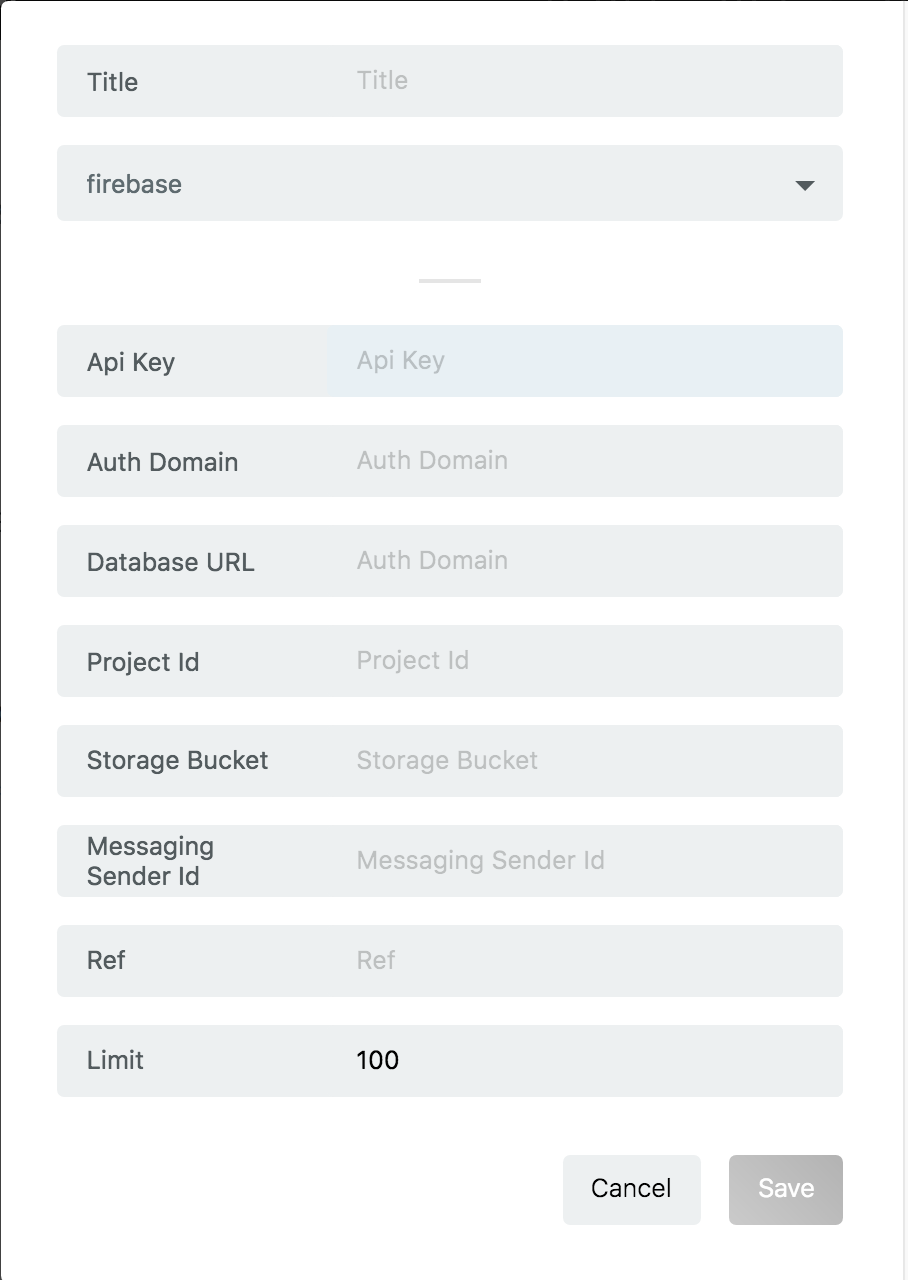 Title Title
firebase
Api Key Api Key
Auth Domain Auth Domain
Database URL Auth Domain
Project Id Project Id
Storage Bucket Storage Bucket
Messaging
Sender Id Messaging Sender Id
Ref Ref
Limit 100
Cancel Save